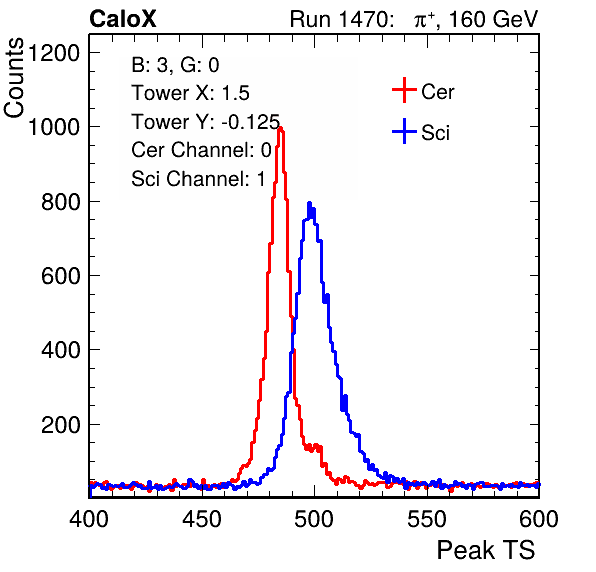 CaloX Run 1470: π⁺, 160 GeV
Counts
1200
1000
800
600
400
200
B: 3, G: 0
Tower X: 1.5
Tower Y: -0.125
Cer Channel: 0
Sci Channel: 1
Cer
Sci
400 450 500 550 600
Peak TS